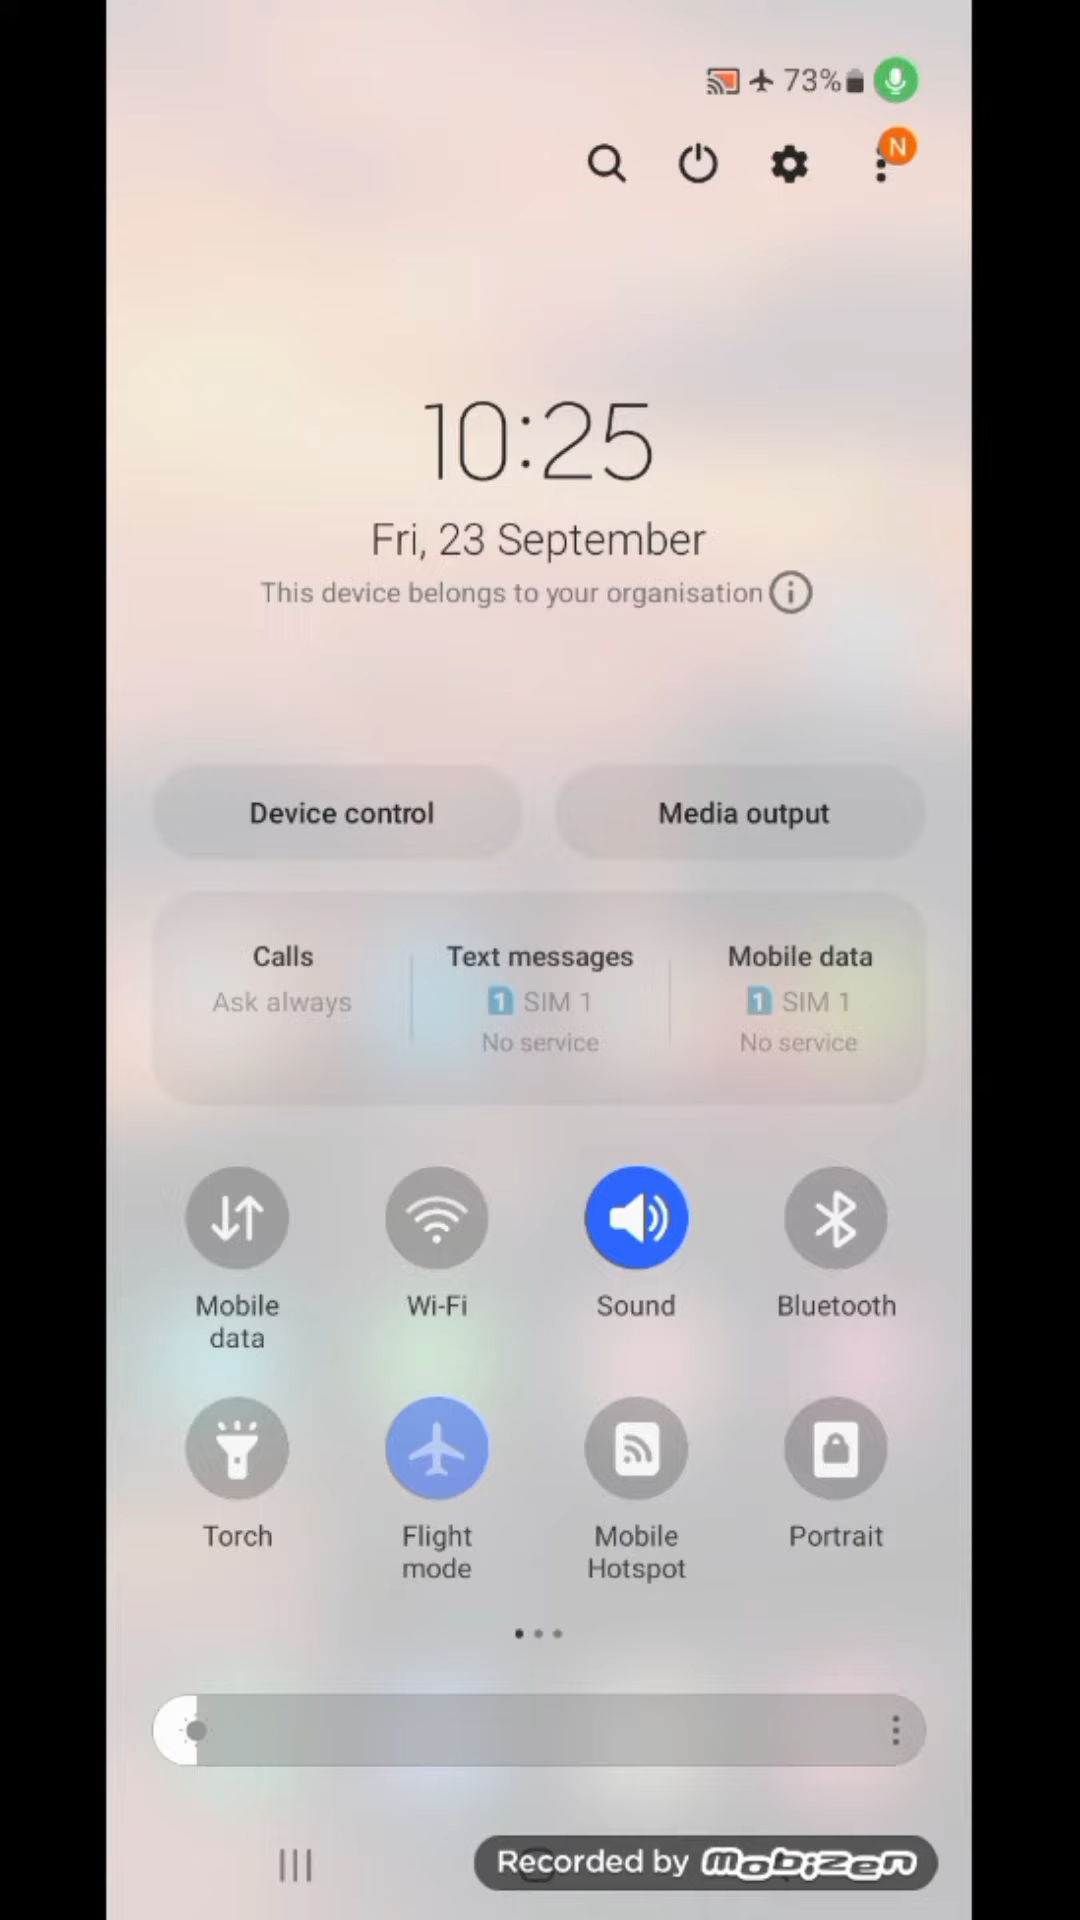 73%
N
10:25
Fri, 23 September
This device belongs to your organisation
Device control
Media output
Calls
Ask always
Text messages
1 SIM 1
No service
Mobile data
1 SIM 1
No service
Mobile
data
Wi-Fi
Sound
Bluetooth
Torch
Flight
mode
Mobile
Hotspot
Portrait
Recorded by mobizen